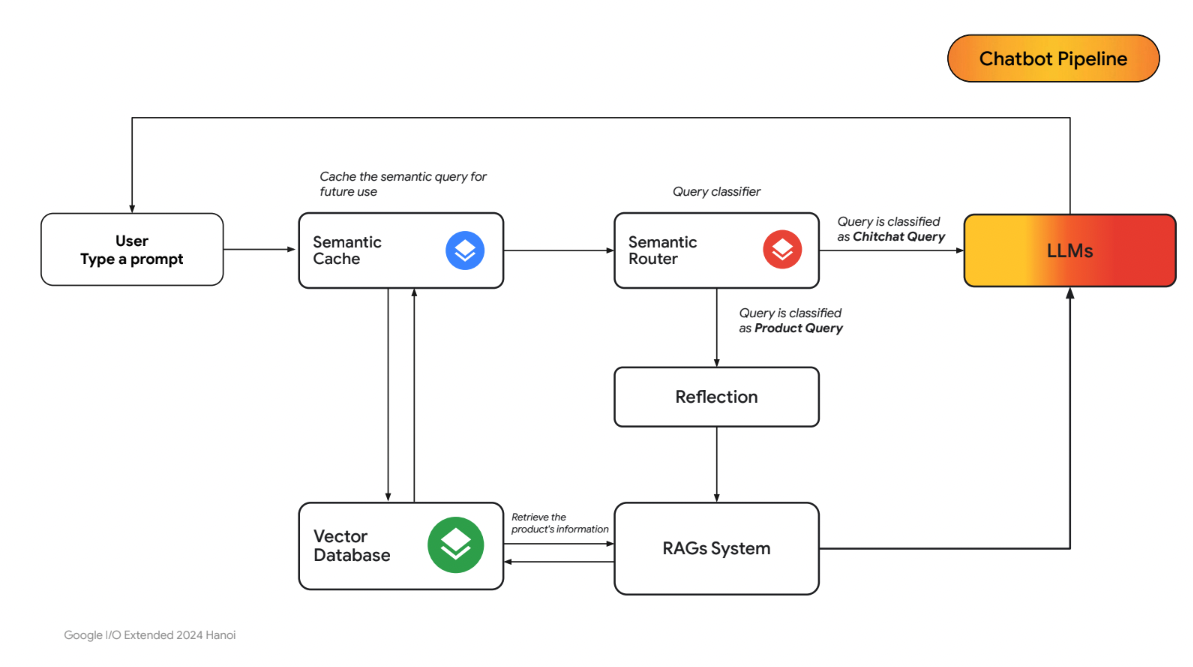 Chatbot Pipeline
Cache the semantic query for
future use
Query classifier
User
Type a prompt
Semantic
Cache
Semantic
Router
Query is classified
as Chitchat Query
LLMs
Query is classified
as Product Query
Reflection
Vector
Database
Retrieve the
product's information
RAGs System
Google I/O Extended 2024 Hanoi